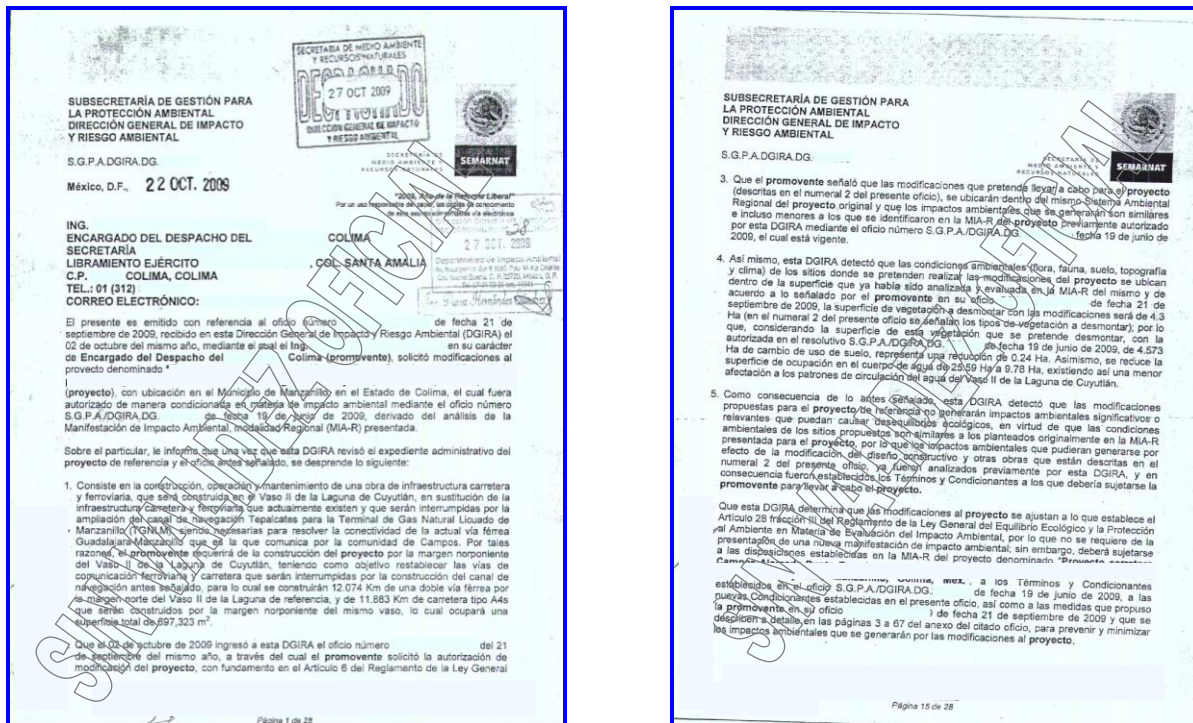 SUBSECRETARÍA DE GESTIÓN PARA
LA PROTECCIÓN AMBIENTAL
DIRECCIÓN GENERAL DE IMPACTO
Y RIESGO AMBIENTAL
SECRETARIA DE MEDIO AMBIENTE
Y RECURSOS NATURALES
27 OCT 2009
DIRECCION GENERAL DE IMPACTO
Y RIESGO AMBIENTAL
S.G.P.A.DGIRA.DG.
SECRETARÍA DE
MEDIO AMBIENTE Y
RECURSOS NATURALES
SEMARNAT
México, D.F., 22 OCT. 2009
"2009, Año de la Reforma Liberal"
27 OCT. 2009
ING.
ENCARGADO DEL DESPACHO DEL COLIMA
SECRETARÍA
LIBRAMIENTO EJÉRCITO , COL. SANTA AMALIA
C.P. COLIMA, COLIMA
TEL.: 01 (312)
CORREO ELECTRÓNICO:
El presente es emitido con referencia al oficio número de fecha 21 de
septiembre de 2009, recibido en esta Dirección General de Impacto y Riesgo Ambiental (DGIRA) el
02 de octubre del mismo año, mediante el cual el Ing. en su carácter
de Encargado del Despacho del Colima (promovente), solicitó modificaciones al
proyecto denominado "
(proyecto), con ubicación en el Municipio de Manzanillo en el Estado de Colima, el cual fuera
autorizado de manera condicionada en materia de impacto ambiental mediante el oficio número
S.G.P.A./DGIRA.DG. de fecha 19 de junio de 2009, derivado del análisis de la
Manifestación de Impacto Ambiental, modalidad Regional (MIA-R) presentada.
Sobre el particular, le informo que una vez que esta DGIRA revisó el expediente administrativo del
proyecto de referencia y el oficio antes señalado, se desprende lo siguiente:
1. Consiste en la construcción, operación y mantenimiento de una obra de infraestructura carretera
y ferroviaria, que será construida en el Vaso II de la Laguna de Cuyutlán, en sustitución de la
infraestructura carretera y ferroviaria que actualmente existen y que serán interrumpidas por la
ampliación del canal de navegación Tepalcates para la Terminal de Gas Natural Licuado de
Manzanillo (TGNLM), siendo necesarias para resolver la conectividad de la actual vía férrea
Guadalajara-Manzanillo que es la que comunica por la comunidad de Campos. Por tales
razones, el promovente requerirá de la construcción del proyecto por la margen norponiente
del Vaso II de la Laguna de Cuyutlán, teniendo como objetivo restablecer las vías de
comunicación ferroviaria y carretera que serán interrumpidas por la construcción del canal de
navegación antes señalado, para lo cual se construirán 12.074 Km de una doble vía férrea por
la margen norte del Vaso II de la Laguna de referencia, y de 11.883 Km de carretera tipo A4s
que serán construidos por la margen norponiente del mismo vaso, lo cual ocupará una
superficie total de 697,323 m².
Que el 02 de octubre de 2009 ingresó a esta DGIRA el oficio número del 21
de septiembre del mismo año, a través del cual el promovente solicitó la autorización de
modificación del proyecto, con fundamento en el Artículo 6 del Reglamento de la Ley General
Página 1 de 28
SUBSECRETARÍA DE GESTIÓN PARA
LA PROTECCIÓN AMBIENTAL
DIRECCIÓN GENERAL DE IMPACTO
Y RIESGO AMBIENTAL
S.G.P.A.DGIRA.DG.
SECRETARÍA DE
MEDIO AMBIENTE Y
RECURSOS NATURALES
SEMARNAT
3. Que el promovente señaló que las modificaciones que pretende llevar a cabo para el proyecto
(descritas en el numeral 2 del presente oficio), se ubicarán dentro del mismo Sistema Ambiental
Regional del proyecto original y que los impactos ambientales que se generarán son similares
e incluso menores a los que se identificaron en la MIA-R del proyecto previamente autorizado
por esta DGIRA mediante el oficio número S.G.P.A./DGIRA.DG. fecha 19 de junio de
2009, el cual está vigente.
4. Así mismo, esta DGIRA detectó que las condiciones ambientales (flora, fauna, suelo, topografía
y clima) de los sitios donde se pretenden realizar las modificaciones del proyecto se ubican
dentro de la superficie que ya había sido analizada y evaluada en la MIA-R del mismo y de
acuerdo a lo señalado por el promovente en su oficio de fecha 21 de
septiembre de 2009, la superficie de vegetación a desmontar con las modificaciones será de 4.3
Ha (en el numeral 2 del presente oficio se señalan los tipos de vegetación a desmontar); por lo
que, considerando la superficie de esta vegetación que se pretende desmontar, con la
autorizada en el resolutivo S.G.P.A./DGIRA.DG. de fecha 19 de junio de 2009, de 4.573
Ha de cambio de uso de suelo, representa una reducción de 0.24 Ha. Asimismo, se reduce la
superficie de ocupación en el cuerpo de agua de 25.59 Ha a 9.78 Ha, existiendo así una menor
afectación a los patrones de circulación del agua del Vaso II de la Laguna de Cuyutlán.
5. Como consecuencia de lo antes señalado, esta DGIRA detectó que las modificaciones
propuestas para el proyecto de referencia no generarán impactos ambientales significativos o
relevantes que puedan causar desequilibrios ecológicos, en virtud de que las condiciones
ambientales de los sitios propuestos son similares a los planteados originalmente en la MIA-R
presentada para el proyecto, por lo que los impactos ambientales que pudieran generarse por
efecto de la modificación del diseño constructivo y otras obras que están descritas en el
numeral 2 del presente oficio, ya fueron analizados previamente por esta DGIRA, y en
consecuencia fueron establecidos los Términos y Condicionantes a los que debería sujetarse la
promovente para llevar a cabo el proyecto.
Que esta DGIRA determina que las modificaciones al proyecto se ajustan a lo que establece el
Artículo 28 fracción III del Reglamento de la Ley General del Equilibrio Ecológico y la Protección
al Ambiente en Materia de Evaluación del Impacto Ambiental, por lo que no se requiere de la
presentación de una nueva manifestación de impacto ambiental; sin embargo, deberá sujetarse
a las disposiciones establecidas en la MIA-R del proyecto denominado "Proyecto carretero
Colima, Méx. , a los Términos y Condicionantes
establecidos en el oficio S.G.P.A./DGIRA.DG. de fecha 19 de junio de 2009, a las
nuevas Condicionantes establecidas en el presente oficio, así como a las medidas que propuso
la promovente en su oficio de fecha 21 de septiembre de 2009 y que se
describen a detalle en las páginas 3 a 67 del anexo del citado oficio, para prevenir y minimizar
los impactos ambientales que se generarán por las modificaciones al proyecto.
Página 15 de 28
SIN VALIDEZ OFICIAL
SIN VALIDEZ OFICIAL